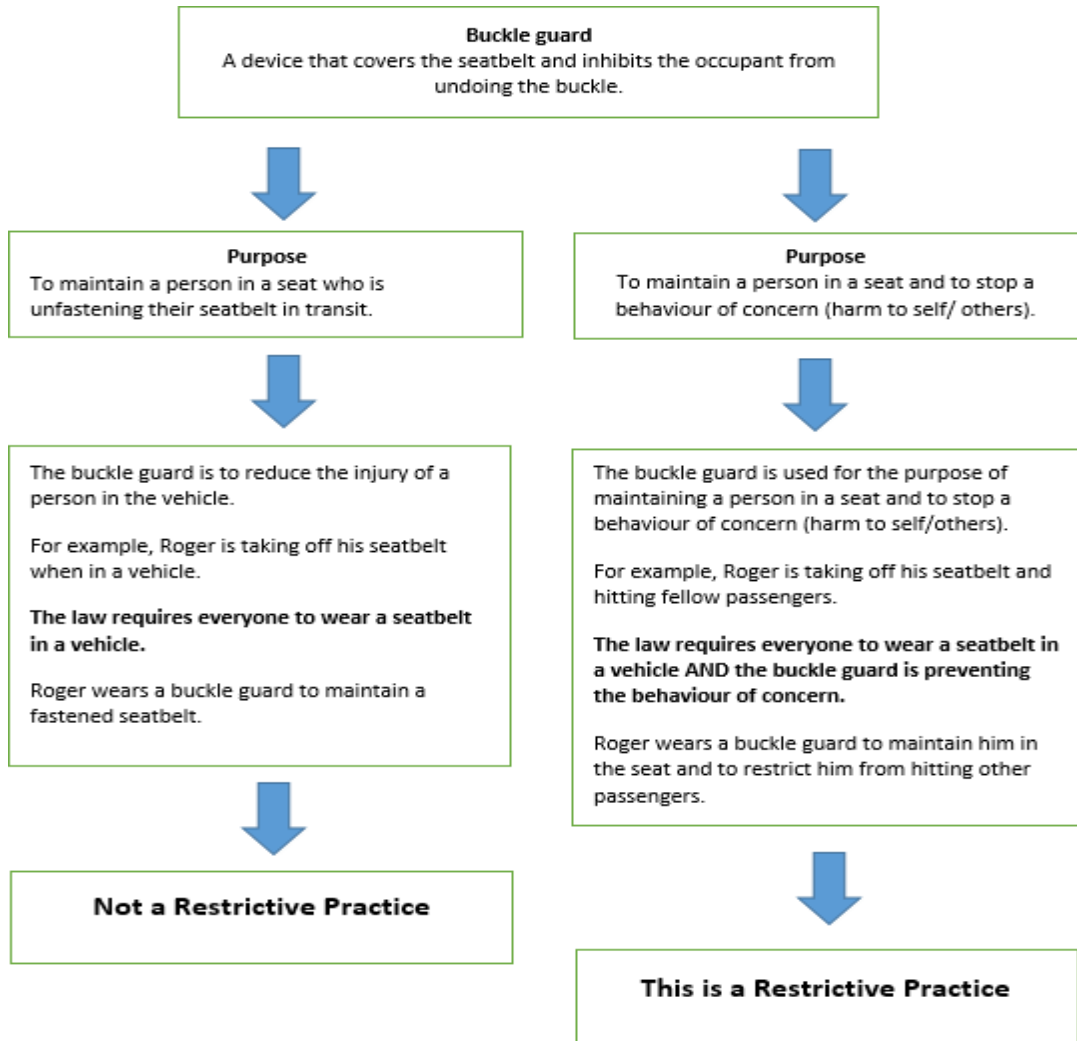 Buckle guard
A device that covers the seatbelt and inhibits the occupant from
undoing the buckle.
Purpose
To maintain a person in a seat who is
unfastening their seatbelt in transit.
Purpose
To maintain a person in a seat and to stop a
behaviour of concern (harm to self/ others).
The buckle guard is to reduce the injury of a
person in the vehicle.
For example, Roger is taking off his seatbelt
when in a vehicle.
The law requires everyone to wear a seatbelt
in a vehicle.
Roger wears a buckle guard to maintain a
fastened seatbelt.
The buckle guard is used for the purpose of
maintaining a person in a seat and to stop a
behaviour of concern (harm to self/others).
For example, Roger is taking off his seatbelt and
hitting fellow passengers.
The law requires everyone to wear a seatbelt in
a vehicle AND the buckle guard is preventing
the behaviour of concern.
Roger wears a buckle guard to maintain him in
the seat and to restrict him from hitting other
passengers.
Not a Restrictive Practice
This is a Restrictive Practice